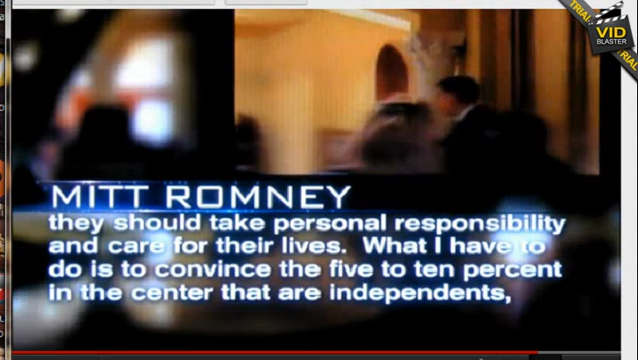 TRIAL
VID
BLASTER
TRIAL
MITT ROMNEY
they should take personal responsibility
and care for their lives. What I have to
do is to convince the five to ten percent
in the center that are independents,